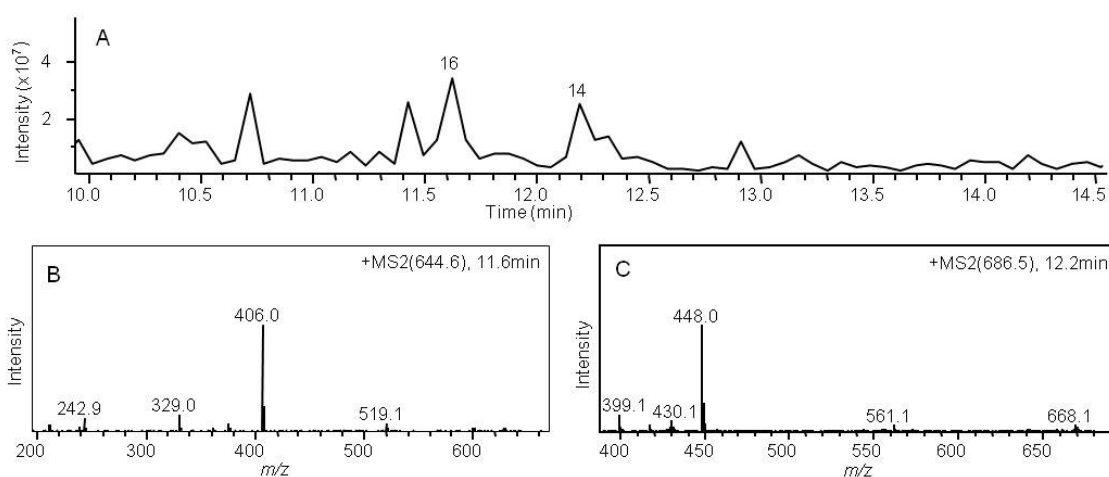 A
Intensity (x10⁷)
4
2
16
14
10.0 10.5 11.0 11.5 12.0 12.5 13.0 13.5 14.0 14.5
Time (min)
B
+MS2(644.6), 11.6min
Intensity
406.0
329.0
242.9
519.1
200 300 400 500 600
m/z
C
+MS2(686.5), 12.2min
Intensity
448.0
399.1
430.1
561.1
668.1
400 450 500 550 600 650
m/z